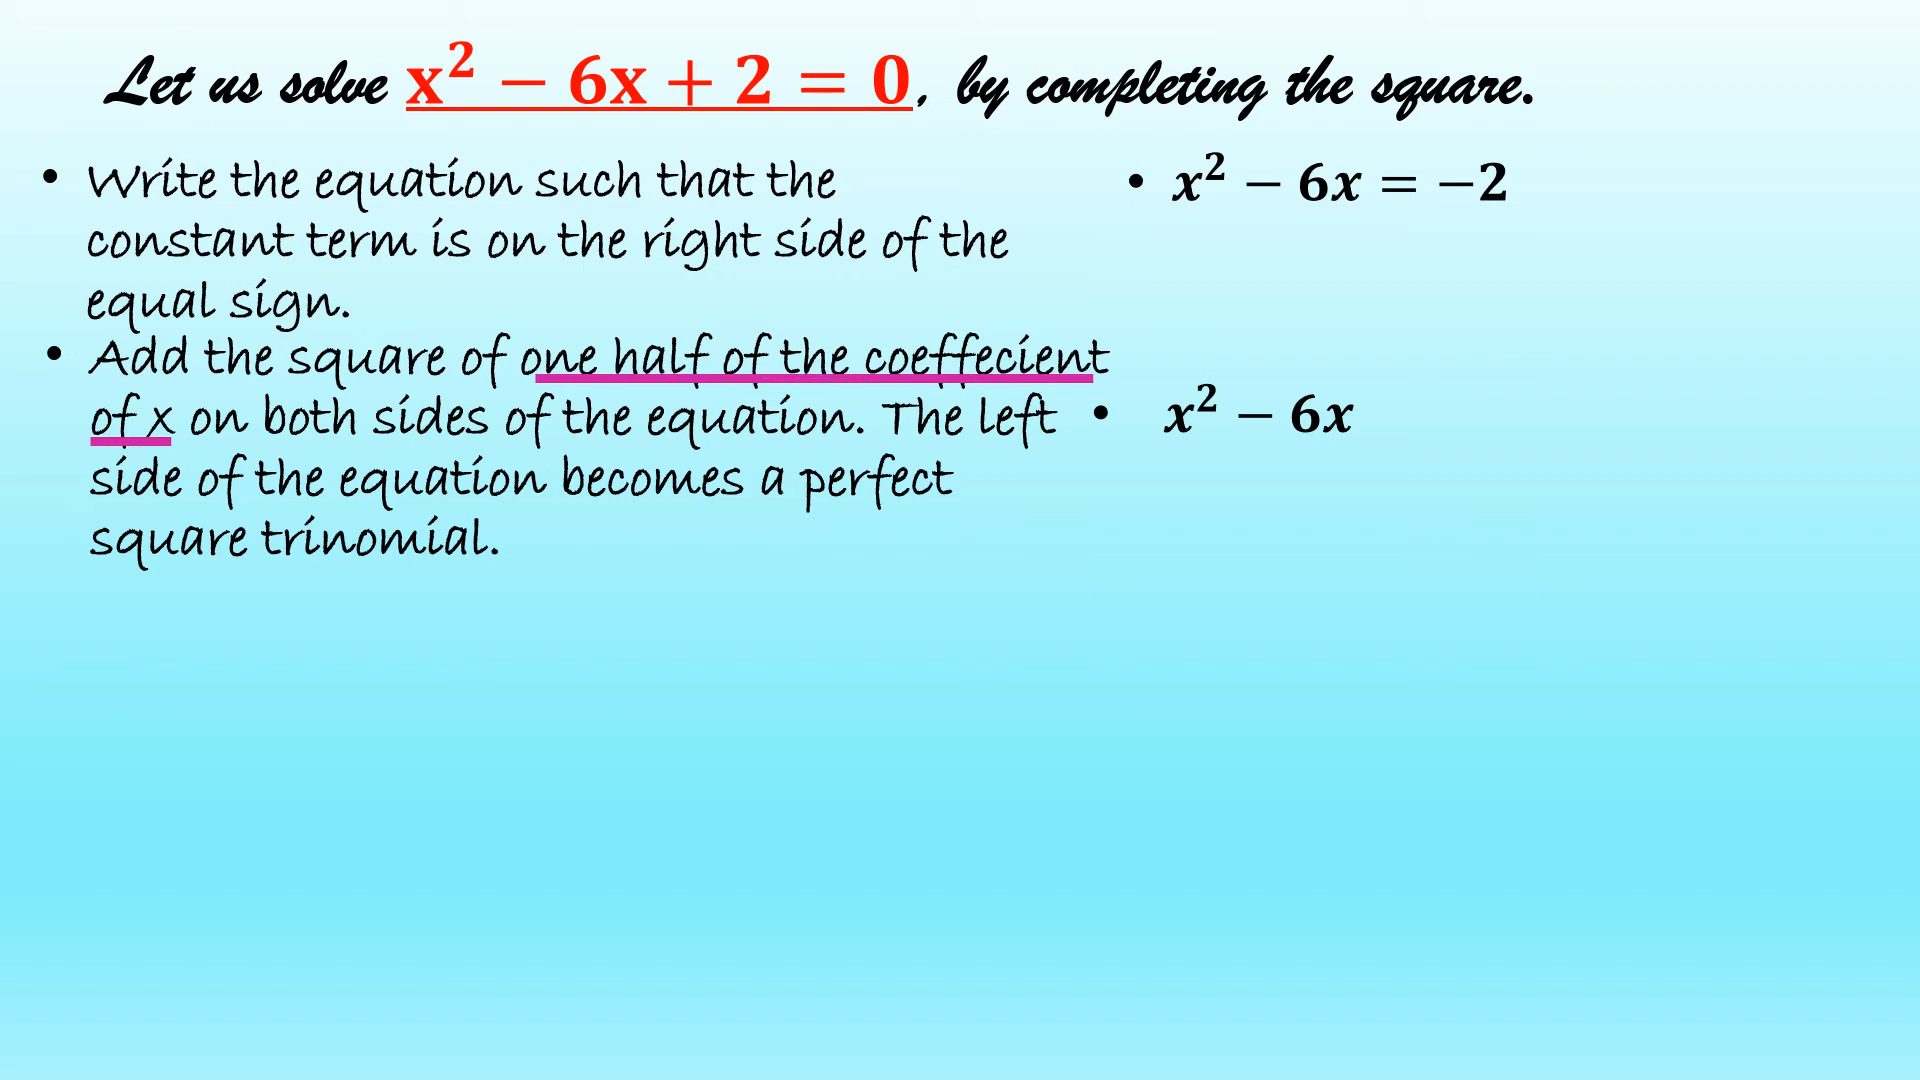 Let us solve x² − 6x + 2 = 0, by completing the square.
• Write the equation such that the
constant term is on the right side of the
equal sign.
• x² − 6x = −2
• Add the square of one half of the coeffecient
of x on both sides of the equation. The left
side of the equation becomes a perfect
square trinomial.
• x² − 6x